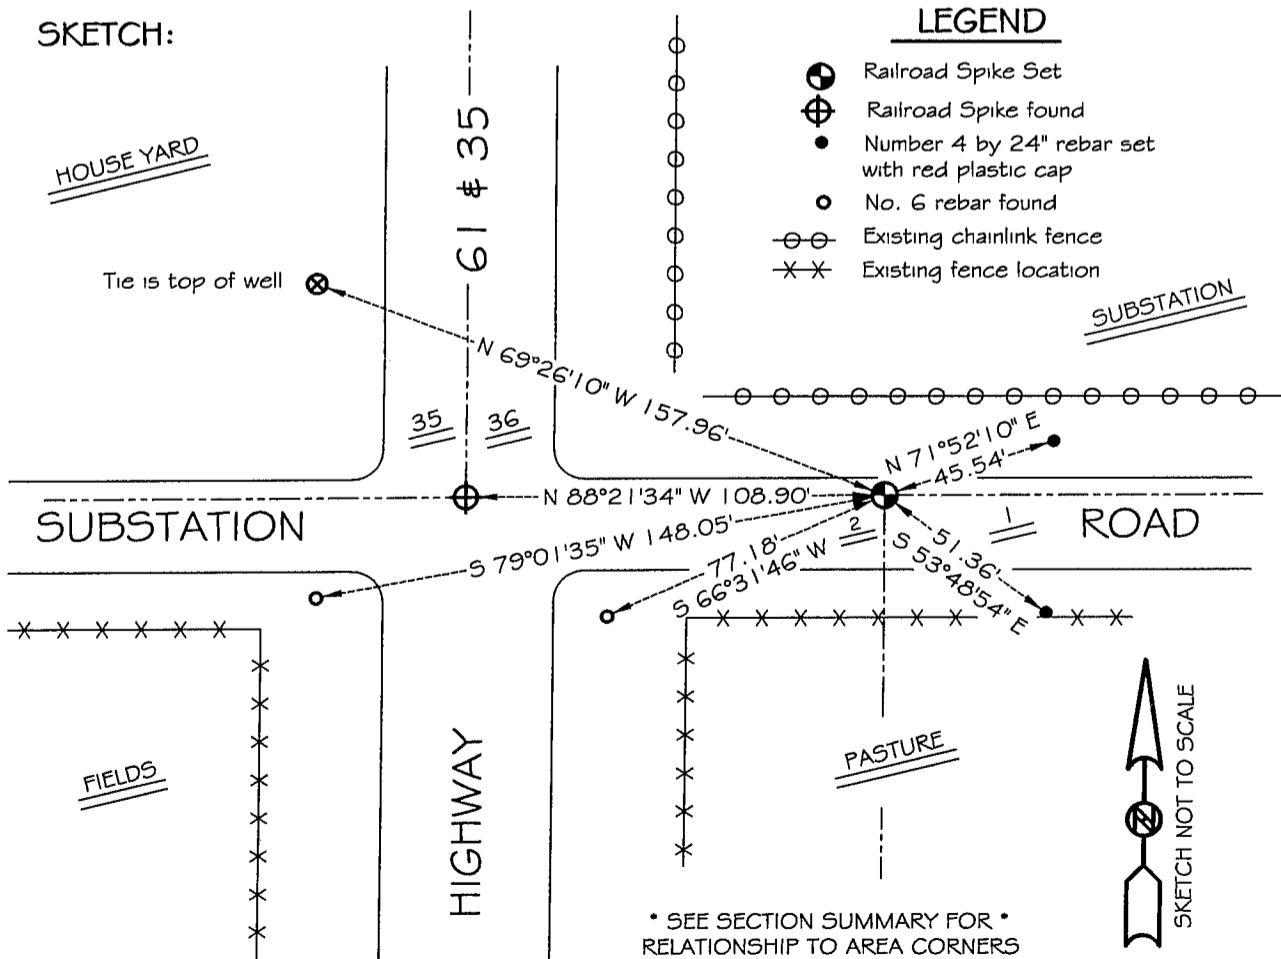 SKETCH:
LEGEND
Railroad Spike Set
Railroad Spike found
Number 4 by 24" rebar set
with red plastic cap
No. 6 rebar found
Existing chainlink fence
Existing fence location
HOUSE YARD
61 & 35
Tie is top of well
SUBSTATION
N 69°26'10" W 157.96'
35
36
N 71°52'10" E
45.54'
N 88°21'34" W 108.90'
SUBSTATION
ROAD
S 79°01'35" W 148.05'
77.18'
S 66°31'46" W
2
1
51.36'
S 53°48'54" E
FIELDS
HIGHWAY
PASTURE
N
SKETCH NOT TO SCALE
* SEE SECTION SUMMARY FOR *
RELATIONSHIP TO AREA CORNERS